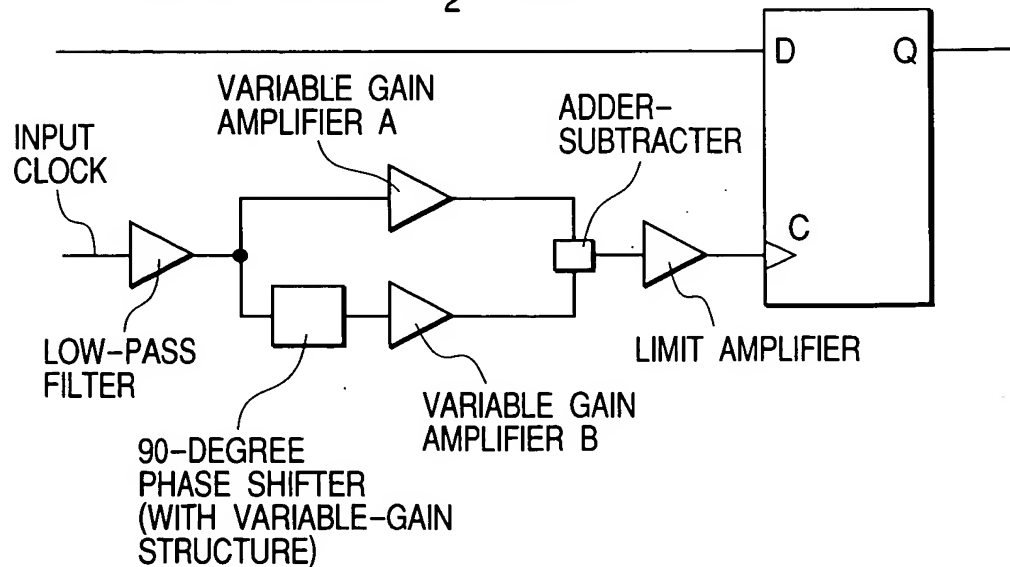 2
D
Q
VARIABLE GAIN
AMPLIFIER A
ADDER-
SUBTRACTER
INPUT
CLOCK
C
LOW-PASS
FILTER
LIMIT AMPLIFIER
VARIABLE GAIN
AMPLIFIER B
90-DEGREE
PHASE SHIFTER
(WITH VARIABLE-GAIN
STRUCTURE)